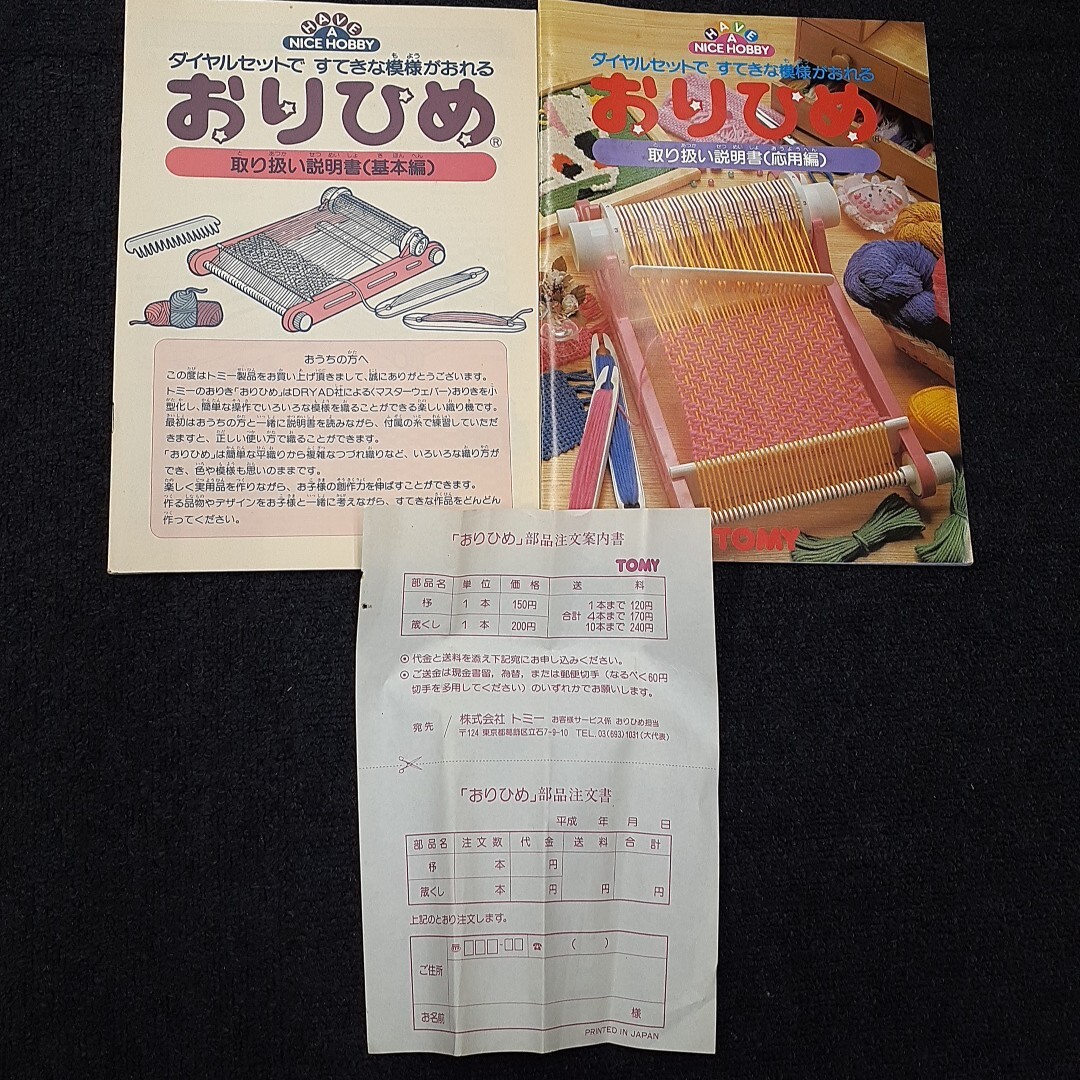 HAVE
A
NICE HOBBY
ダイヤルセットで すてきな模様がおれる
おりひめ®
取り扱い説明書(基本編)
おうちの方へ
この度はトミー製品をお買い上げ頂きまして、誠にありがとうございます。
トミーのおりき「おりひめ」はDRYAD社による〈マスターウェバー〉おりきを小
型化し、簡単な操作でいろいろな模様を織ることができる楽しい織り機です。
最初はおうちの方と一緒に説明書を読みながら、付属の糸で練習していただ
きますと、正しい使い方で織ることができます。
「おりひめ」は簡単な平織りから複雑なつづれ織りなど、いろいろな織り方が
でき、色や模様も思いのままです。
楽しく実用品を作りながら、お子様の創作力を伸ばすことができます。
作る品物やデザインをお子様と一緒に考えながら、すてきな作品をどんどん
作ってください。
HAVE
A
NICE HOBBY
ダイヤルセットで すてきな模様がおれる
おりひめ®
取り扱い説明書(応用編)
TOMY
「おりひめ」部品注文案内書
TOMY
部品名 単位 価格 送料
杼 1本 150円 1本まで 120円
合計 4本まで 170円
蔵くし 1本 200円 10本まで 240円
⊙代金と送料を添え下記宛にお申し込みください。
⊙ご送金は現金書留,為替,または郵便切手(なるべく60円
切手を多用してください)のいずれかでお願いします。
宛先 / 株式会社 トミー お客様サービス係 おりひめ担当
〒124 東京都葛飾区立石7-9-10 TEL.03(693)1031(大代表)
「おりひめ」部品注文書
平成 年 月 日
部品名 注文数 代金 送料 合計
杼 本 円
蔵くし 本 円 円 円
上記のとおり注文します。
ご住所 〒 - ☎ ( )
お名前 様
PRINTED IN JAPAN